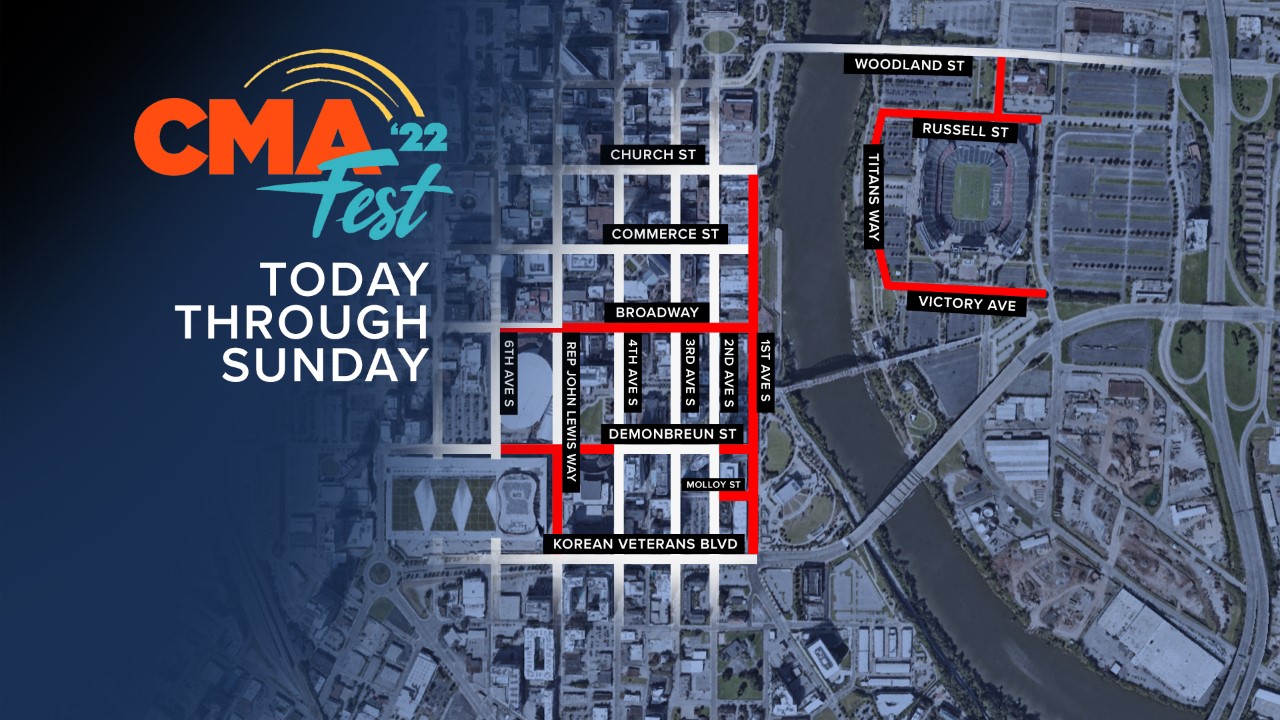 CMA
'22
Fest
TODAY
THROUGH
SUNDAY
WOODLAND ST
RUSSELL ST
TITANS WAY
VICTORY AVE
CHURCH ST
COMMERCE ST
BROADWAY
6TH AVE S
REP JOHN LEWIS WAY
4TH AVE S
3RD AVE S
2ND AVE S
1ST AVE S
DEMONBREUN ST
MOLLOY ST
KOREAN VETERANS BLVD